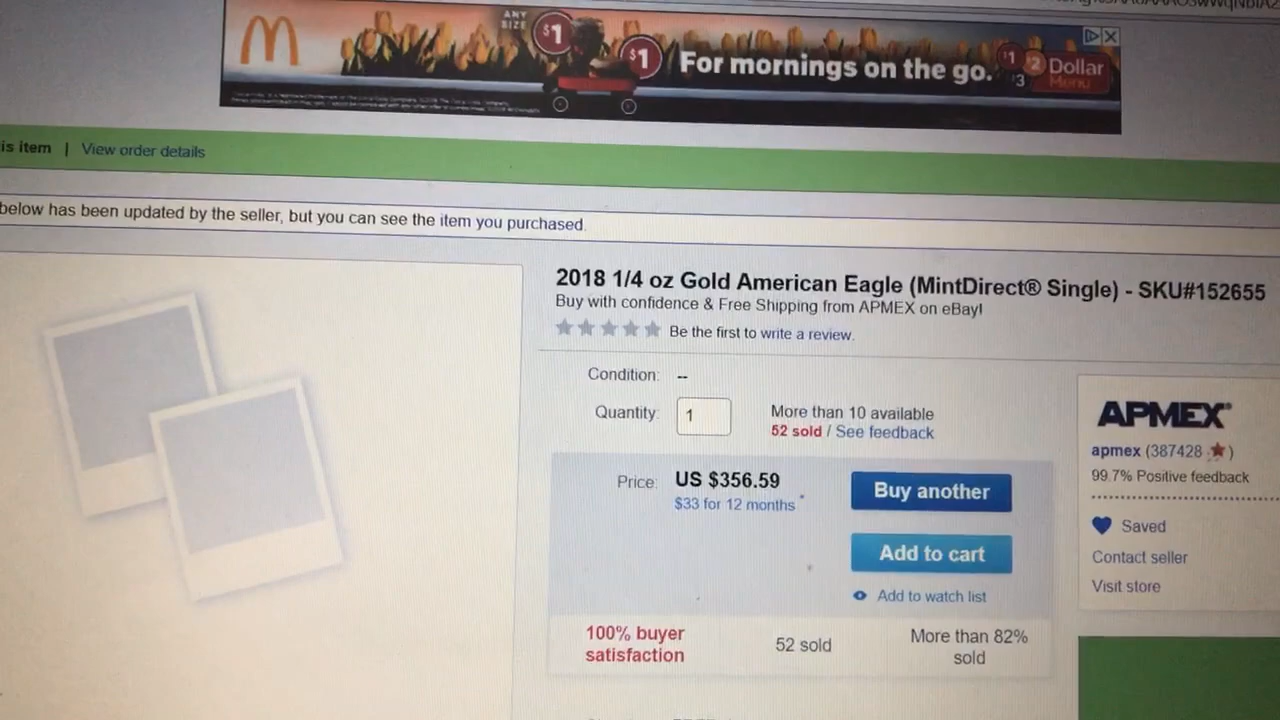 ANY
SIZE
$1
$1
For mornings on the go.
$1 $2 $3 Dollar
Menu
is item | View order details
below has been updated by the seller, but you can see the item you purchased.
2018 1/4 oz Gold American Eagle (MintDirect® Single) - SKU#152655
Buy with confidence & Free Shipping from APMEX on eBay!
Be the first to write a review.
Condition: --
Quantity: 1
More than 10 available
52 sold / See feedback
Price: US $356.59
$33 for 12 months *
Buy another
Add to cart
Add to watch list
100% buyer
satisfaction
52 sold
More than 82%
sold
APMEX®
apmex (387428 )
99.7% Positive feedback
Saved
Contact seller
Visit store